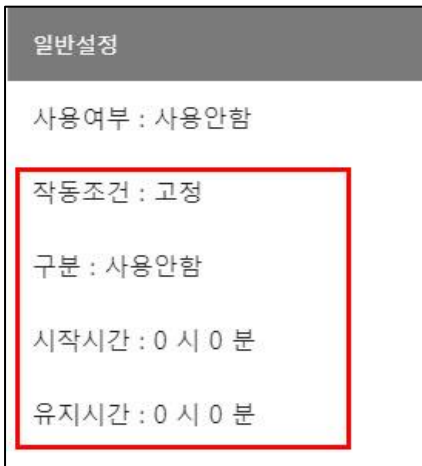 일반설정
사용여부 : 사용안함
작동조건 : 고정
구분 : 사용안함
시작시간 : 0 시 0 분
유지시간 : 0 시 0 분